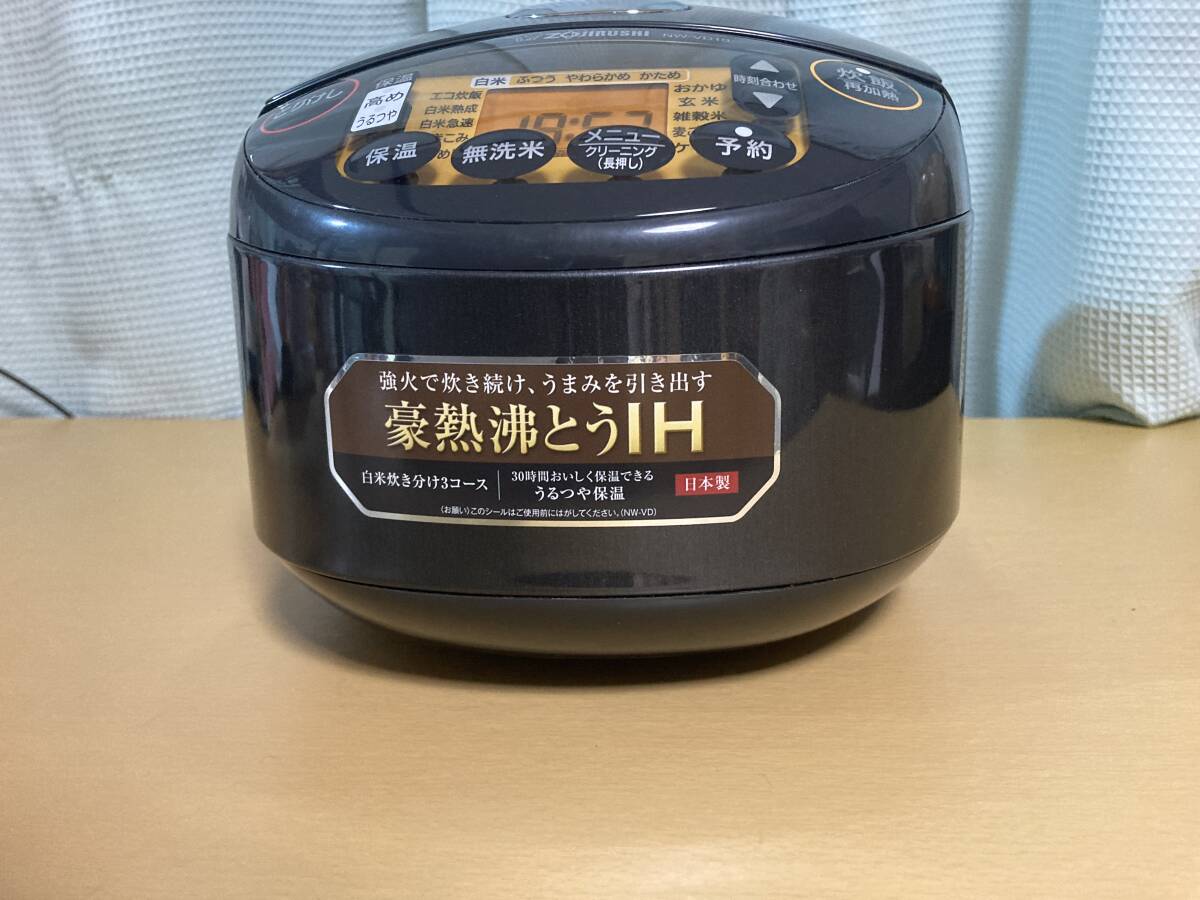 ZOJIRUSHI NW-VD10
とりけし
保温
高め
うるつや
白米 ふつう やわらかめ かため
エコ炊飯
白米熟成
白米急速
18:57
おかゆ
玄米
雑穀米
時刻合わせ
炊飯
再加熱
保温
無洗米
メニュー
クリーニング
(長押し)
予約
強火で炊き続け、うまみを引き出す
豪熱沸とうIH
白米炊き分け3コース
30時間おいしく保温できる
うるつや保温
日本製
(お願い)このシールはご使用前にはがしてください。(NW-VD)